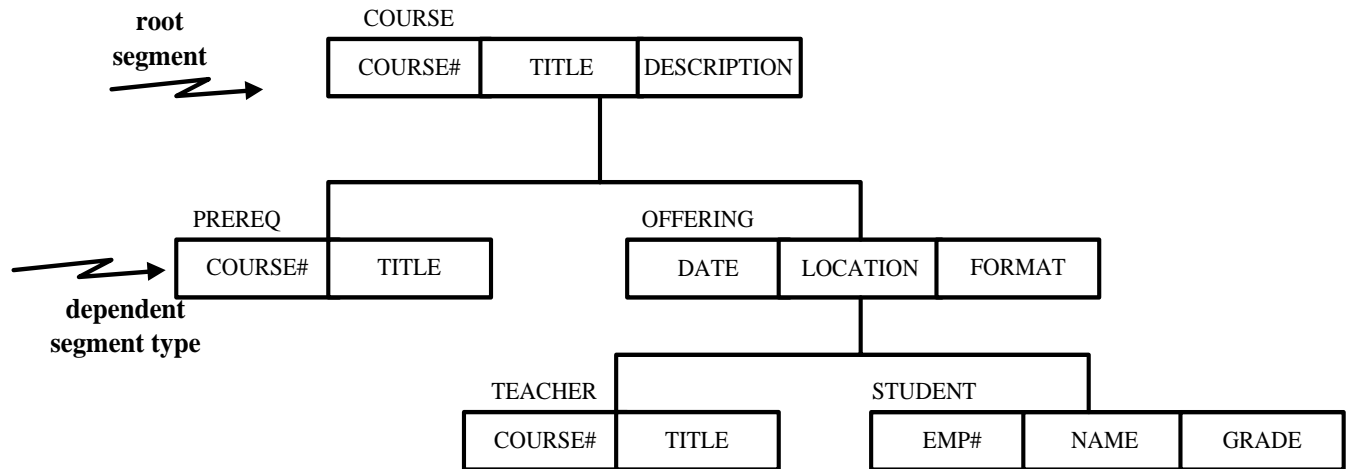 root
segment
COURSE
COURSE# TITLE DESCRIPTION
PREREQ
COURSE# TITLE
OFFERING
DATE LOCATION FORMAT
dependent
segment type
TEACHER
COURSE# TITLE
STUDENT
EMP# NAME GRADE